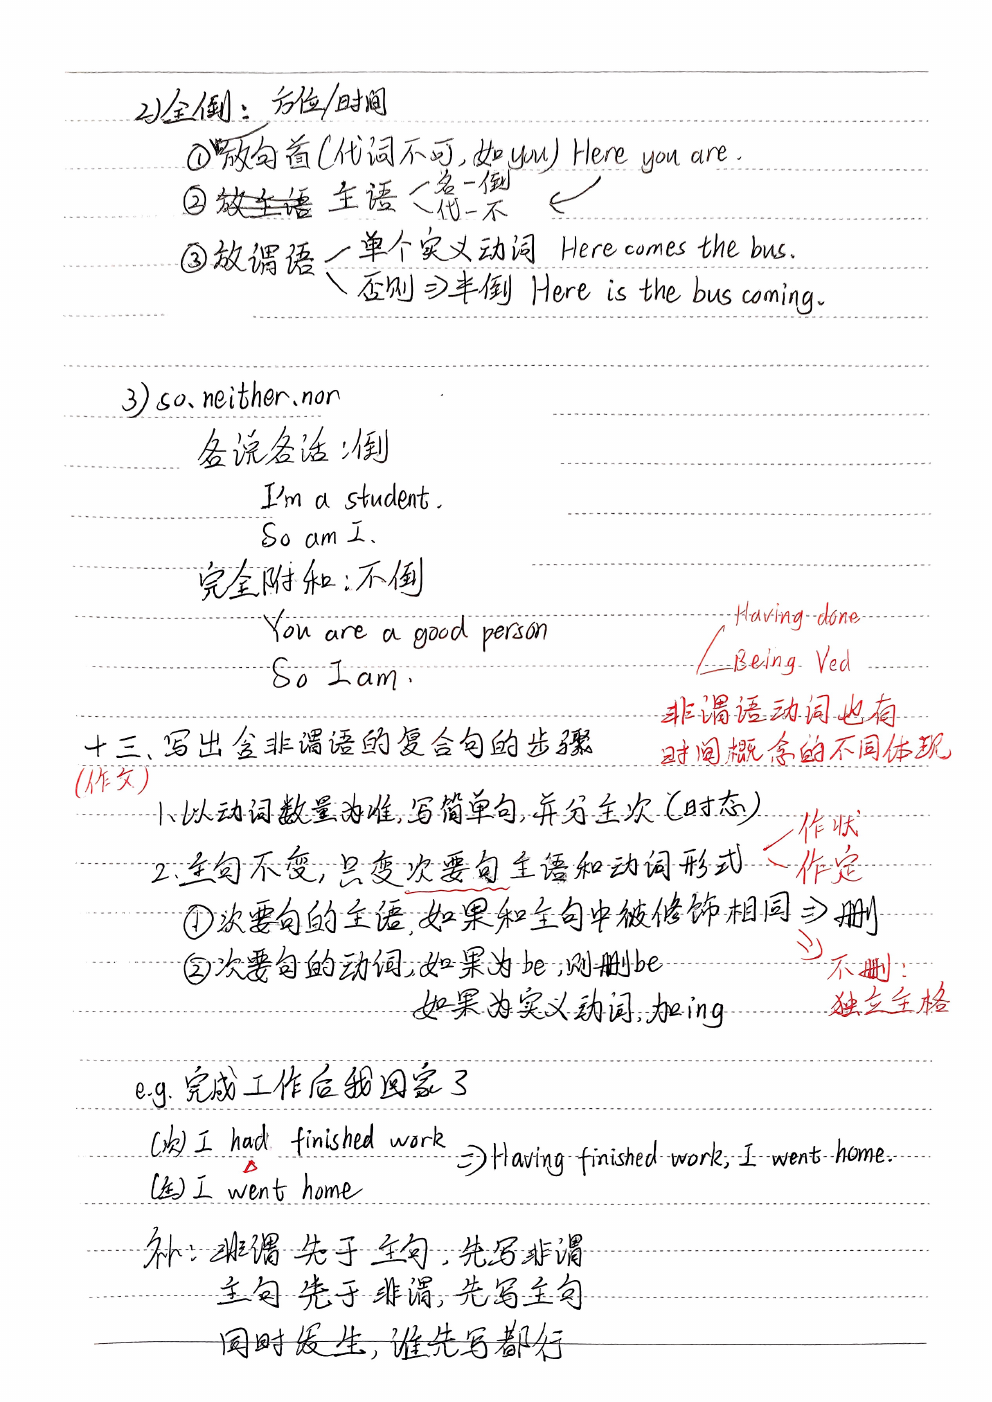 2)全倒：方位/时间
①放句首(代词不可,如you) Here you are.
②放主语 主语 名一倒
代一不
③放谓语 单个实义动词 Here comes the bus.
否则⇒半倒 Here is the bus coming.
3) so、neither、nor
各说各话：倒
I'm a student.
So am I.
完全附和：不倒
You are a good person
So I am.
Having done
Being Ved
非谓语动词也有
时间概念的不同体现
十三、写出含非谓语的复合句的步骤
(作文)
1、以动词数量为准,写简单句,并分主次(时态)
2.主句不变,只变次要句主语和动词形式
作状
作定
①次要句的主语,如果和主句中被修饰相同⇒删
②次要句的动词,如果为be,则删be
不删：
独立主格
如果为实义动词,加ing
e.g. 完成工作后我回家了
(次) I had finished work
⇒Having finished work, I went home.
(主) I went home
补：非谓先于主句,先写非谓
主句先于非谓,先写主句
同时发生,谁先写都行